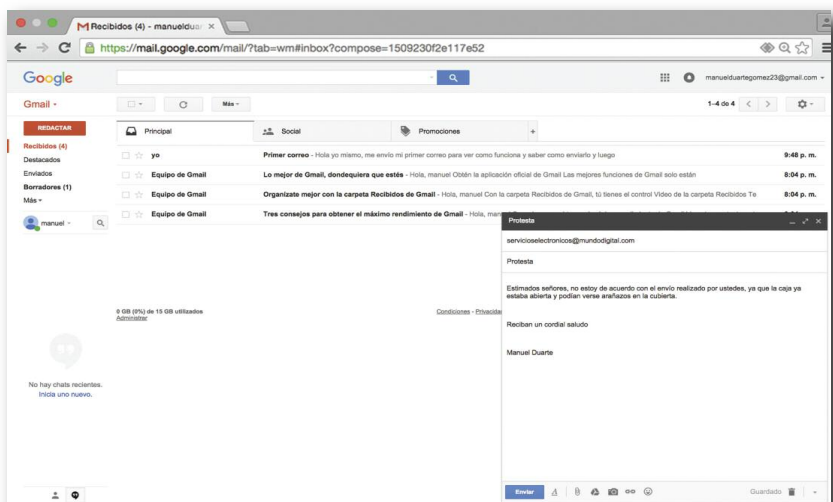 Recibidos (4) - manuelduar
https://mail.google.com/mail/?tab=wm#inbox?compose=1509230f2e117e52
Google
manuelduartegomez23@gmail.com
Gmail
Más
1–4 de 4
REDACTAR
Principal
Social
Promociones
+
Recibidos (4)
Destacados
Enviados
Borradores (1)
Más
manuel
yo Primer correo - Hola yo mismo, me envío mi primer correo para ver como funciona y saber como enviarlo y luego 9:48 p. m.
Equipo de Gmail Lo mejor de Gmail, dondequiera que estés - Hola, manuel Obtén la aplicación oficial de Gmail Las mejores funciones de Gmail solo están 8:04 p. m.
Equipo de Gmail Organízate mejor con la carpeta Recibidos de Gmail - Hola, manuel Con la carpeta Recibidos de Gmail, tú tienes el control Video de la carpeta Recibidos Te 8:04 p. m.
Equipo de Gmail Tres consejos para obtener el máximo rendimiento de Gmail - Hola,
0 GB (0%) de 15 GB utilizados
Administrar
Condiciones - Privacidad
No hay chats recientes.
Inicia uno nuevo.
Protesta
servicioselectronicos@mundodigital.com
Protesta
Estimados señores, no estoy de acuerdo con el envío realizado por ustedes, ya que la caja ya
estaba abierta y podían verse arañazos en la cubierta.
Reciban un cordial saludo
Manuel Duarte
Enviar
Guardado